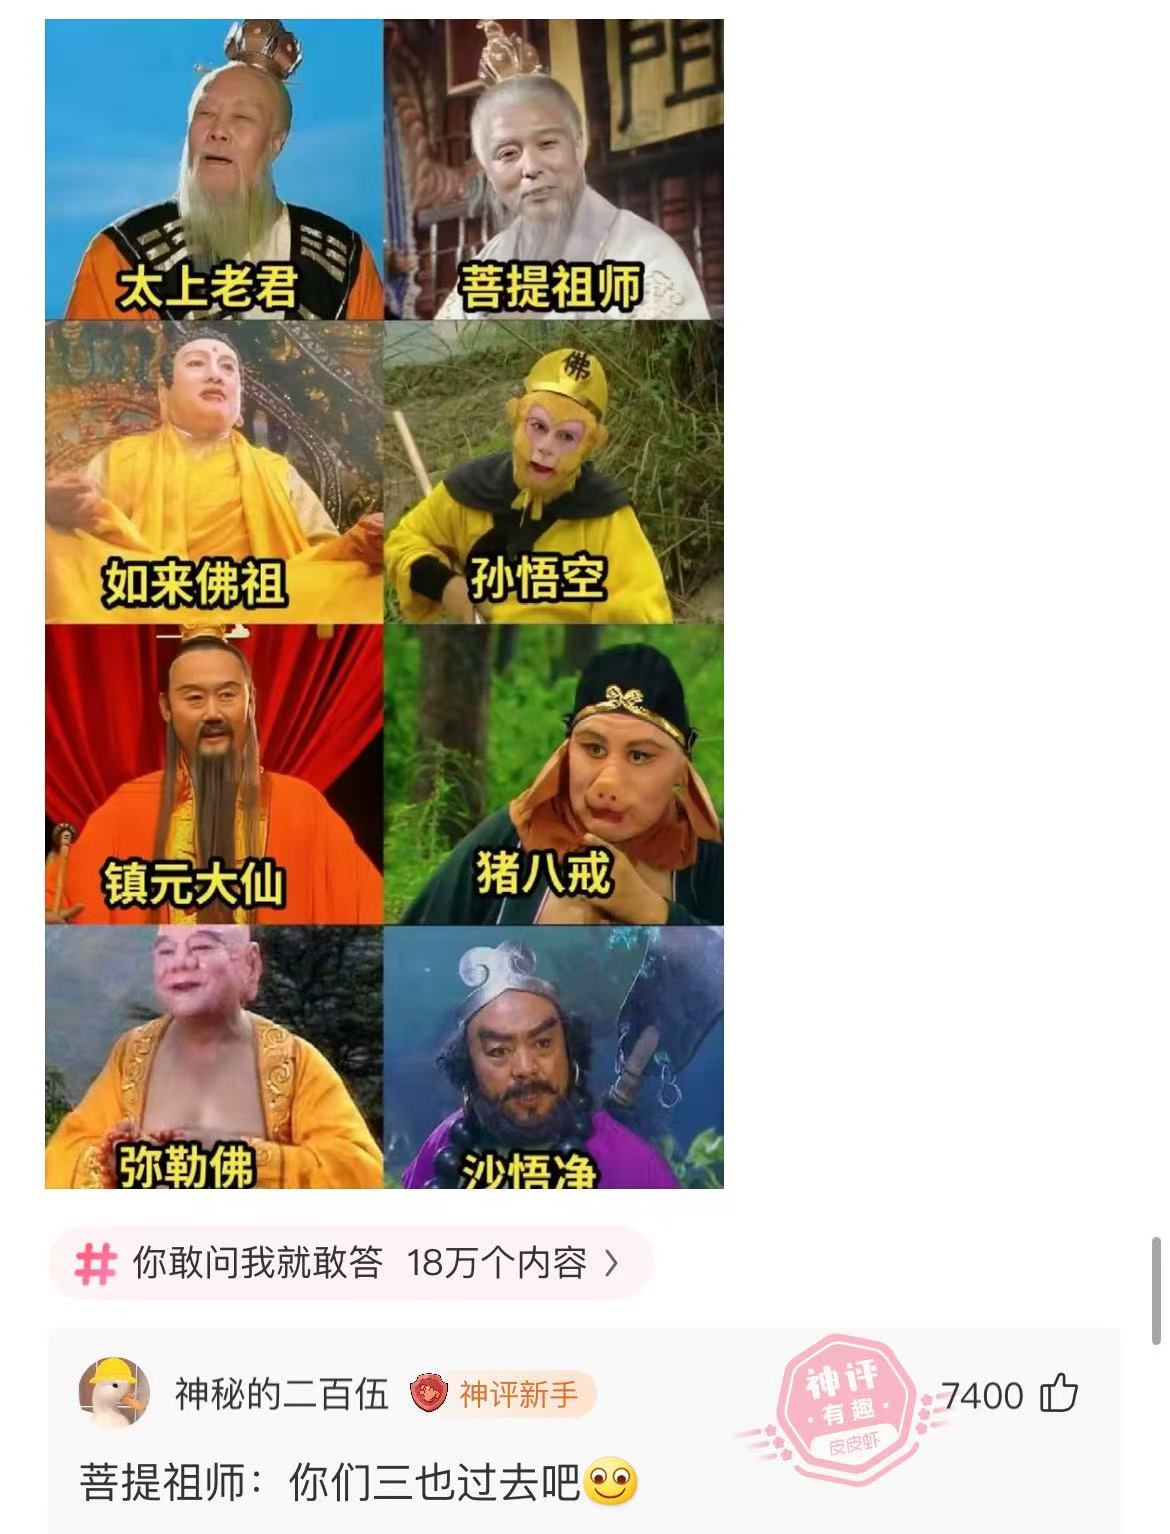 太上老君
菩提祖师
如来佛祖
佛
孙悟空
镇元大仙
猪八戒
弥勒佛
沙悟净
# 你敢问我就敢答 18万个内容 >
神秘的二百伍 神评新手
神评
·有趣·
皮皮虾
7400
菩提祖师：你们三也过去吧